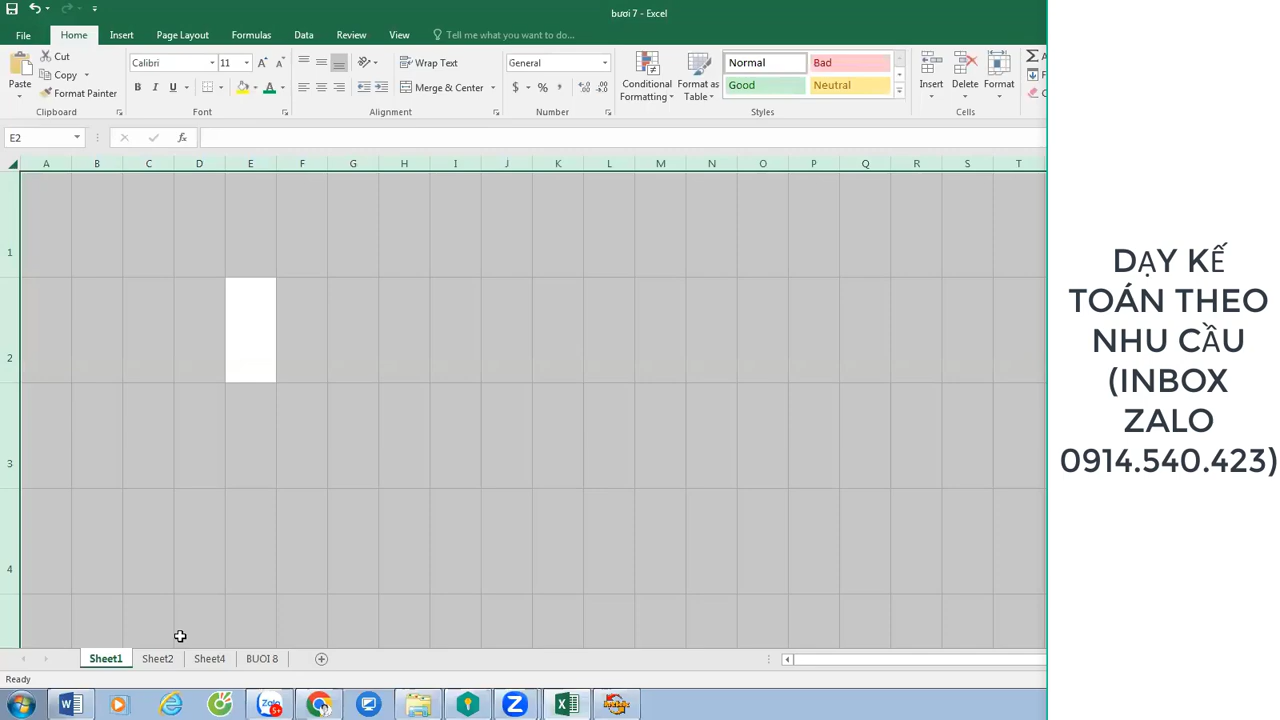 bươi 7 - Excel
File Home Insert Page Layout Formulas Data Review View Tell me what you want to do...
Cut
Copy
Format Painter
Paste
Clipboard
Calibri 11
B I U
Font
Wrap Text
Merge & Center
Alignment
General
$ % ,
Number
Conditional
Formatting
Format as
Table
Normal Bad
Good Neutral
Styles
Insert Delete Format
Cells
E2
fx
A B C D E F G H I J K L M N O P Q R S T
1
2
3
4
Sheet1 Sheet2 Sheet4 BUOI 8
Ready
Zalo
5+
DẠY KẾ
TOÁN THEO
NHU CẦU
(INBOX
ZALO
0914.540.423)